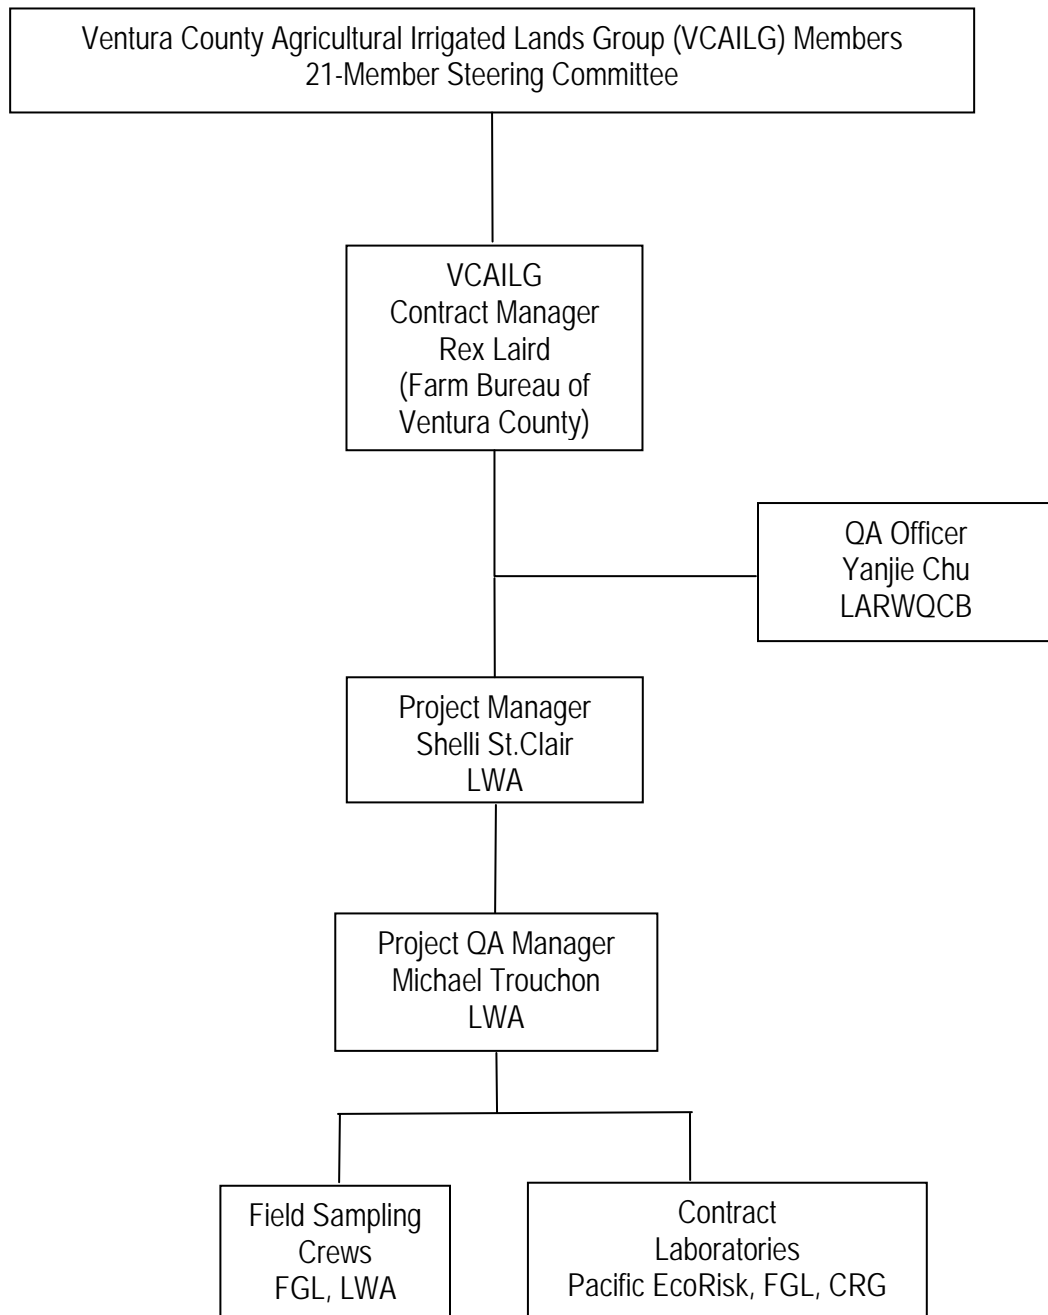 Ventura County Agricultural Irrigated Lands Group (VCAILG) Members
21-Member Steering Committee
VCAILG
Contract Manager
Rex Laird
(Farm Bureau of
Ventura County)
QA Officer
Yanjie Chu
LARWQCB
Project Manager
Shelli St.Clair
LWA
Project QA Manager
Michael Trouchon
LWA
Field Sampling
Crews
FGL, LWA
Contract
Laboratories
Pacific EcoRisk, FGL, CRG